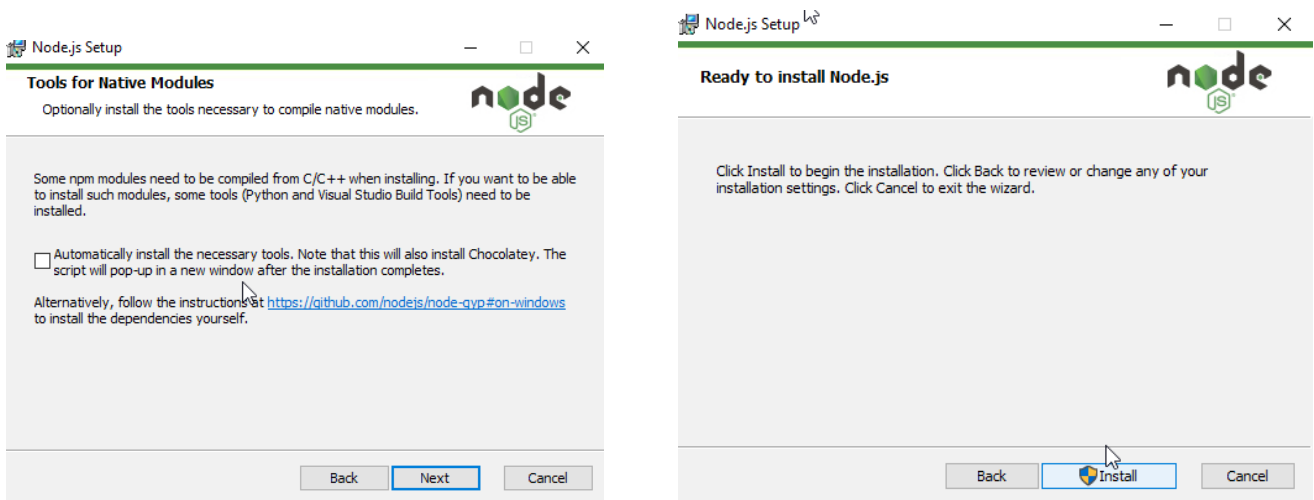 Node.js Setup
Tools for Native Modules
Optionally install the tools necessary to compile native modules.
node
JS
Some npm modules need to be compiled from C/C++ when installing. If you want to be able
to install such modules, some tools (Python and Visual Studio Build Tools) need to be
installed.
Automatically install the necessary tools. Note that this will also install Chocolatey. The
script will pop-up in a new window after the installation completes.
Alternatively, follow the instructions at https://github.com/nodejs/node-gyp#on-windows
to install the dependencies yourself.
Back Next Cancel
Node.js Setup
Ready to install Node.js
node
JS
Click Install to begin the installation. Click Back to review or change any of your
installation settings. Click Cancel to exit the wizard.
Back Install Cancel